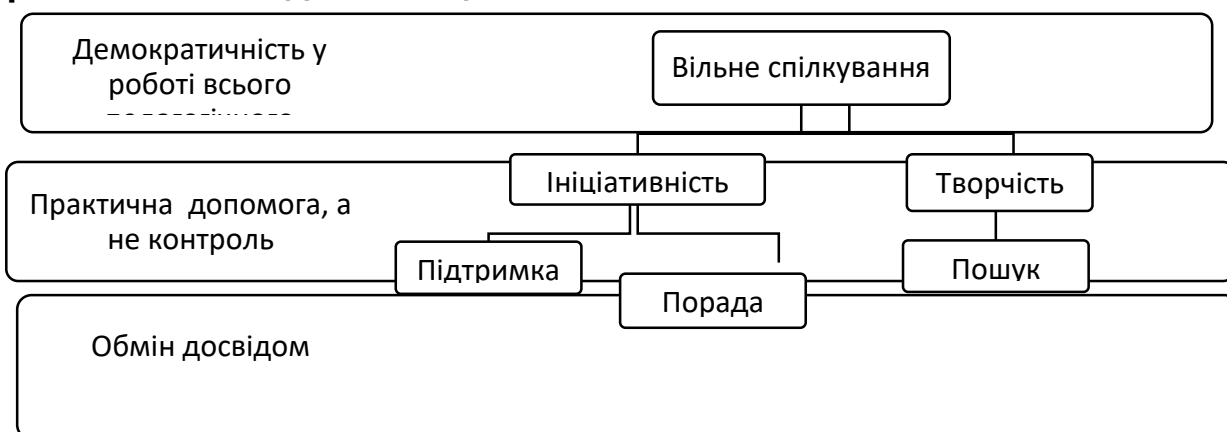 Демократичність у
роботі всього
Вільне спілкування
Ініціативність
Творчість
Практична допомога, а
не контроль
Підтримка
Порада
Пошук
Обмін досвідом